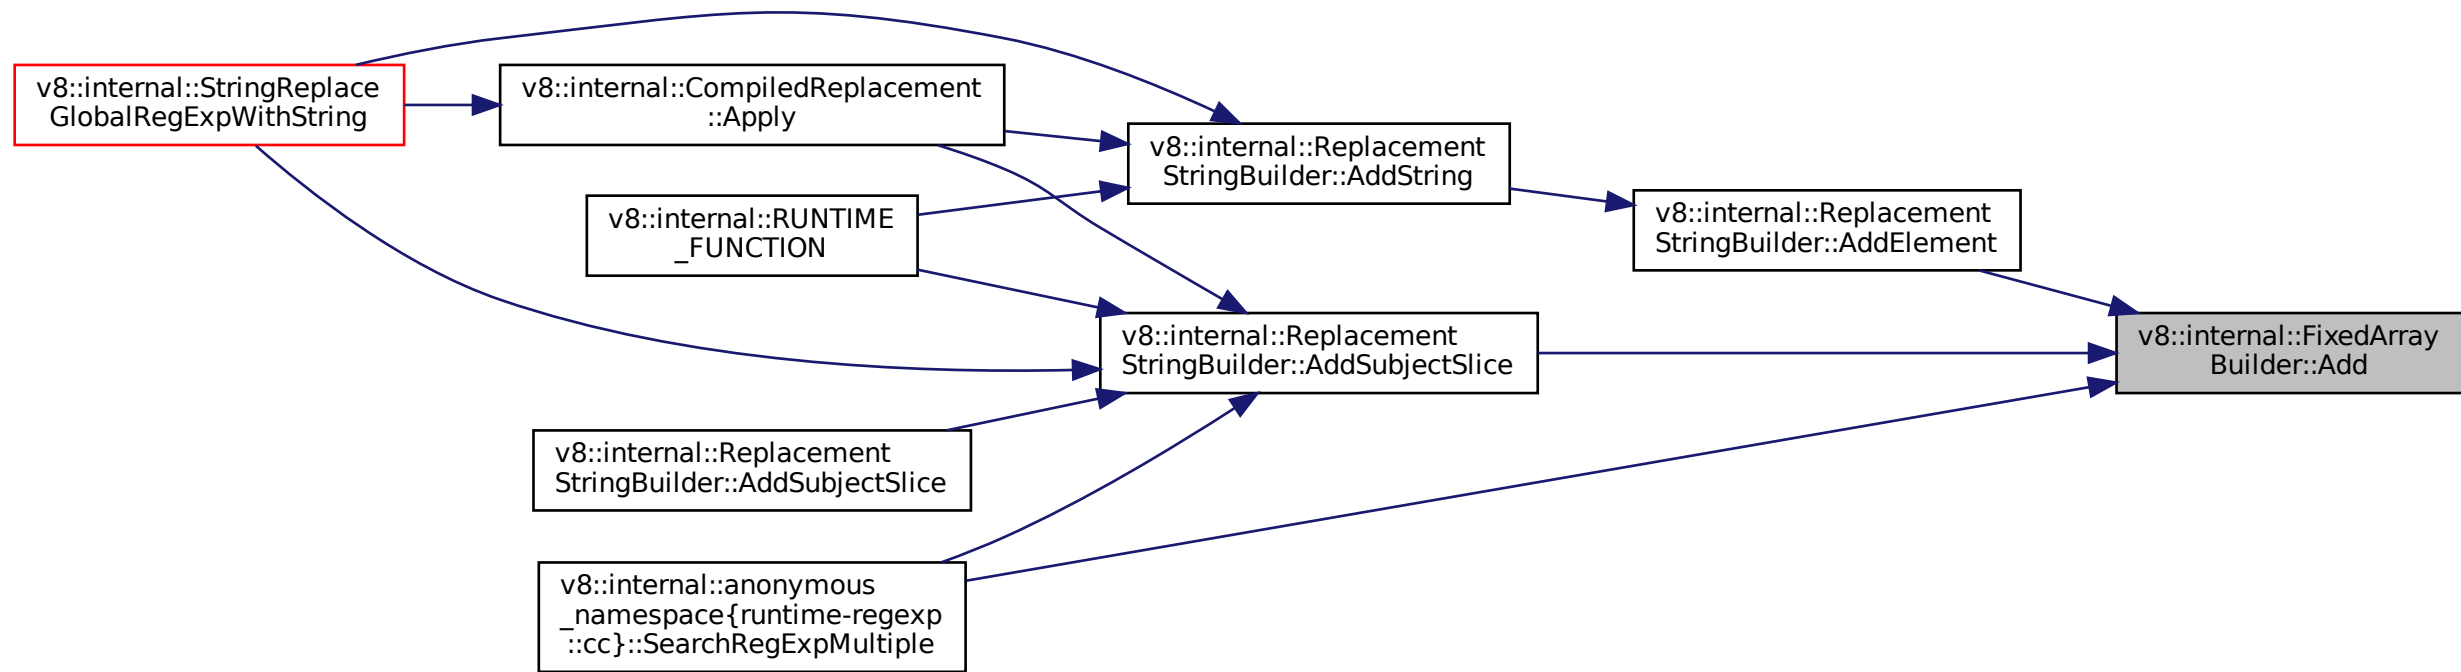 v8::internal::StringReplace
GlobalRegExpWithString
v8::internal::CompiledReplacement
::Apply
v8::internal::Replacement
StringBuilder::AddString
v8::internal::RUNTIME
_FUNCTION
v8::internal::Replacement
StringBuilder::AddElement
v8::internal::Replacement
StringBuilder::AddSubjectSlice
v8::internal::FixedArray
Builder::Add
v8::internal::Replacement
StringBuilder::AddSubjectSlice
v8::internal::anonymous
_namespace{runtime-regexp
::cc}::SearchRegExpMultiple